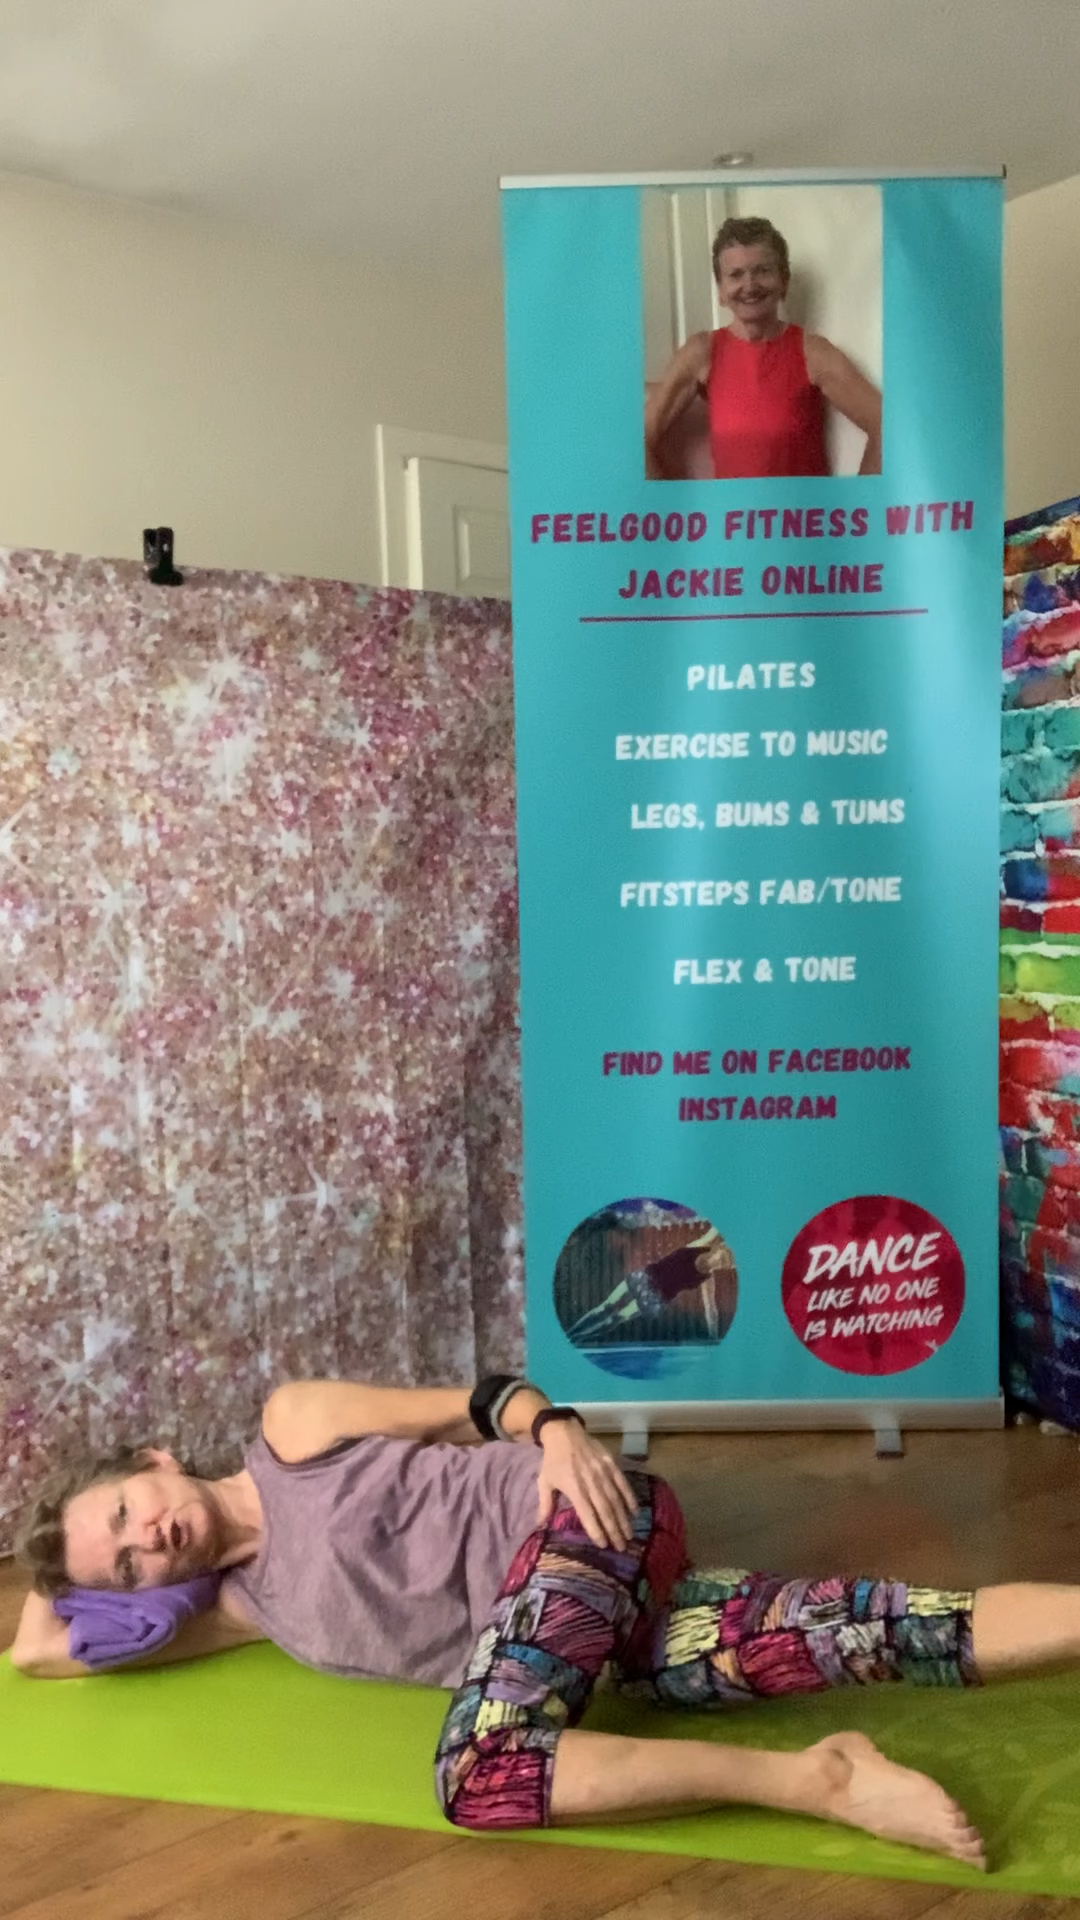 FEELGOOD FITNESS WITH
JACKIE ONLINE
PILATES
EXERCISE TO MUSIC
LEGS, BUMS & TUMS
FITSTEPS FAB/TONE
FLEX & TONE
FIND ME ON FACEBOOK
INSTAGRAM
DANCE
LIKE NO ONE
IS WATCHING